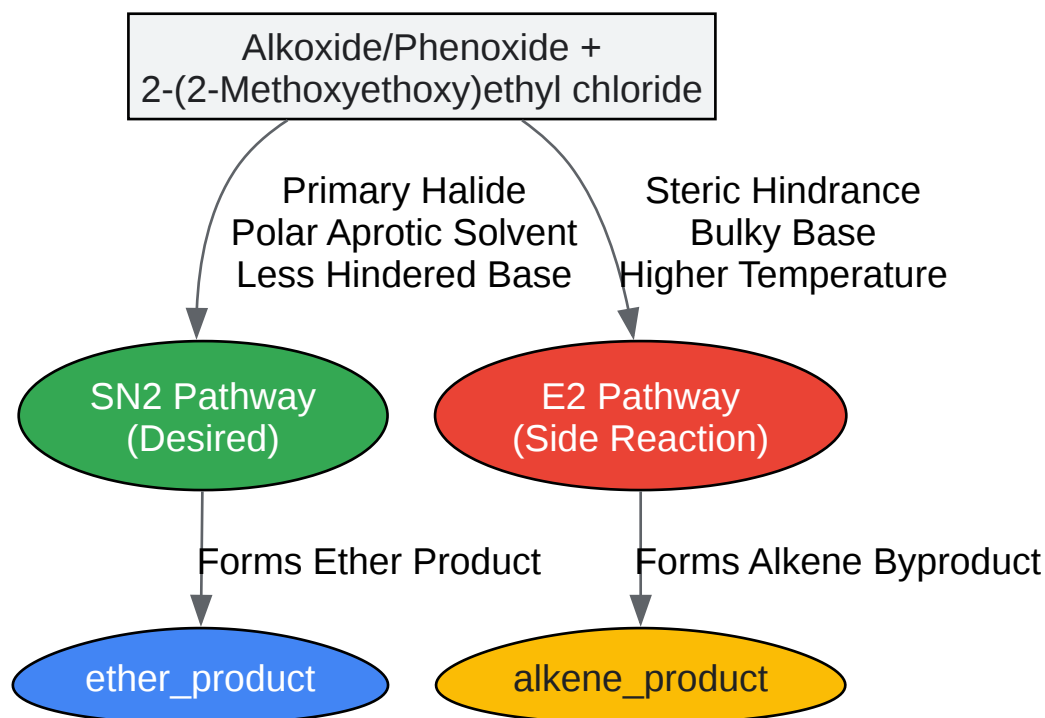 Alkoxide/Phenoxide +
2-(2-Methoxyethoxy)ethyl chloride
Primary Halide
Polar Aprotic Solvent
Less Hindered Base
Steric Hindrance
Bulky Base
Higher Temperature
SN2 Pathway
(Desired)
E2 Pathway
(Side Reaction)
Forms Ether Product
Forms Alkene Byproduct
ether_product
alkene_product